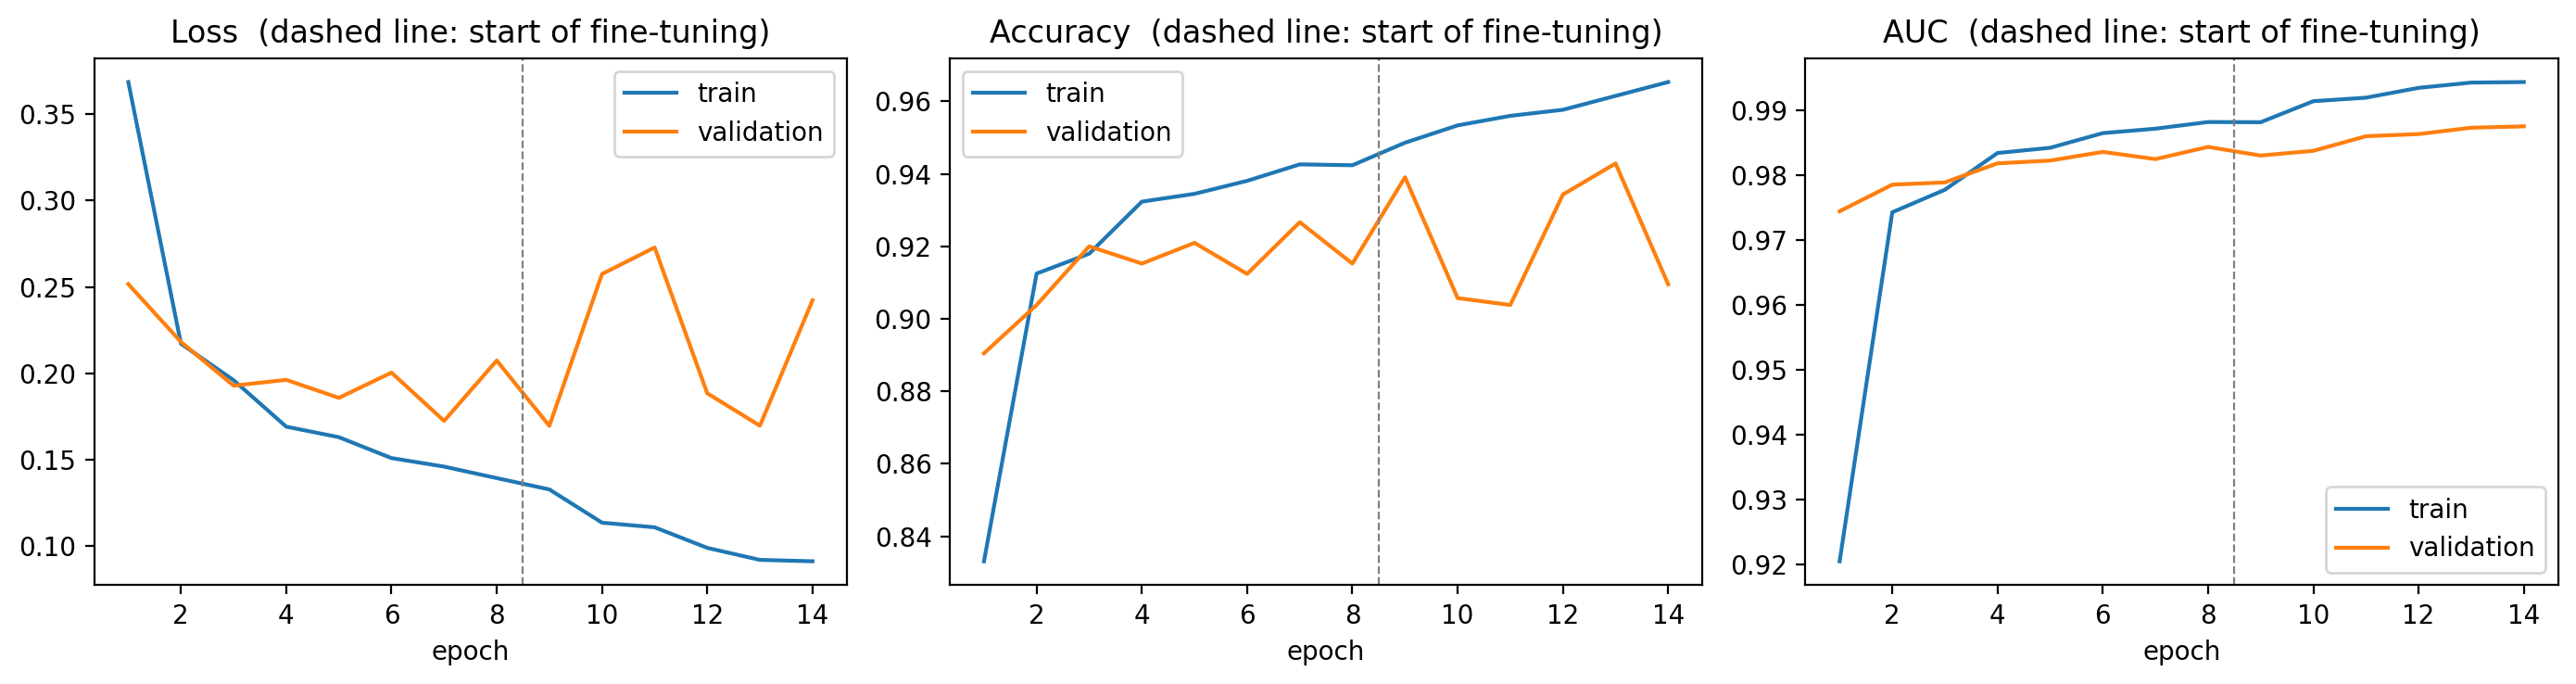 Loss  (dashed line: start of fine-tuning)
train
validation
0.35
0.30
0.25
0.20
0.15
0.10
2 4 6 8 10 12 14
epoch
Accuracy  (dashed line: start of fine-tuning)
train
validation
0.96
0.94
0.92
0.90
0.88
0.86
0.84
2 4 6 8 10 12 14
epoch
AUC  (dashed line: start of fine-tuning)
0.99
0.98
0.97
0.96
0.95
0.94
0.93
0.92
train
validation
2 4 6 8 10 12 14
epoch